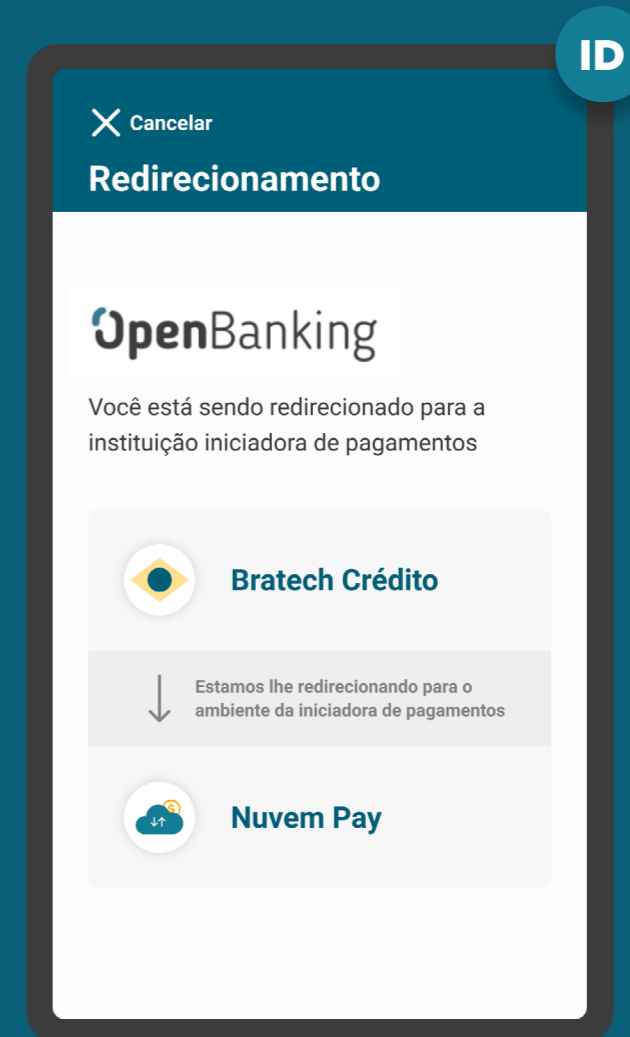 ID
Cancelar
Redirecionamento
OpenBanking
Você está sendo redirecionado para a
instituição iniciadora de pagamentos
Bratech Crédito
Estamos lhe redirecionando para o
ambiente da iniciadora de pagamentos
$
Nuvem Pay